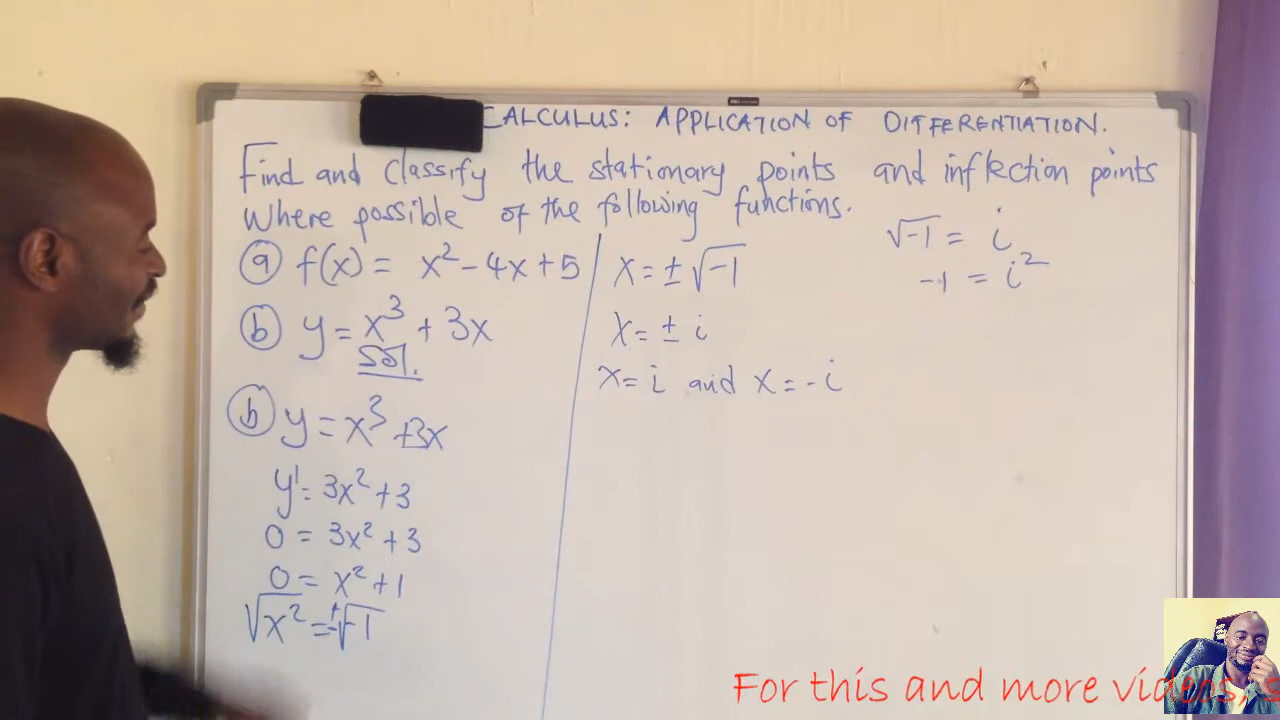 CALCULUS: APPLICATION OF DIFFERENTIATION.
Find and classify the stationary points and inflection points
where possible of the following functions.
ⓐ f(x) = x² - 4x + 5
ⓑ y = x³ + 3x
Sol.
ⓑ y = x³ + 3x
y' = 3x² + 3
0 = 3x² + 3
0 = x² + 1
√x² = ±√-1
x = ±√-1
x = ± i
x = i and x = -i
√-1 = i
-1 = i²
For this and more videos, s